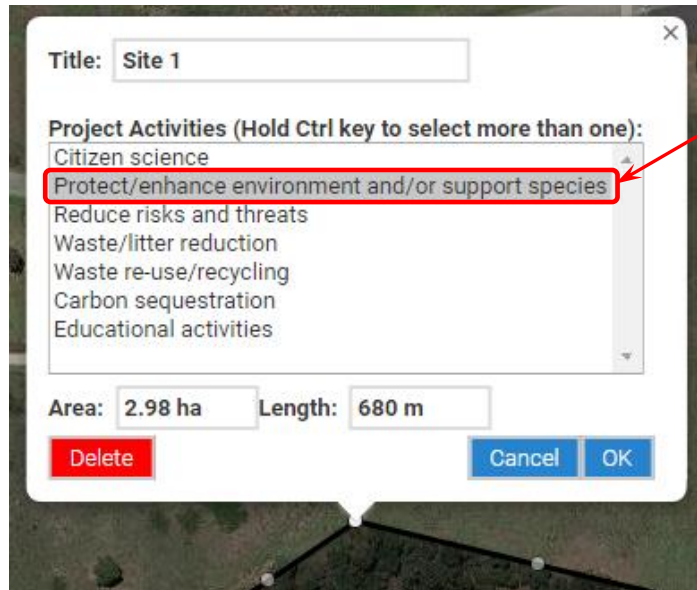 Title: Site 1
Project Activities (Hold Ctrl key to select more than one):
Citizen science
Protect/enhance environment and/or support species
Reduce risks and threats
Waste/litter reduction
Waste re-use/recycling
Carbon sequestration
Educational activities
Area: 2.98 ha Length: 680 m
Delete Cancel OK